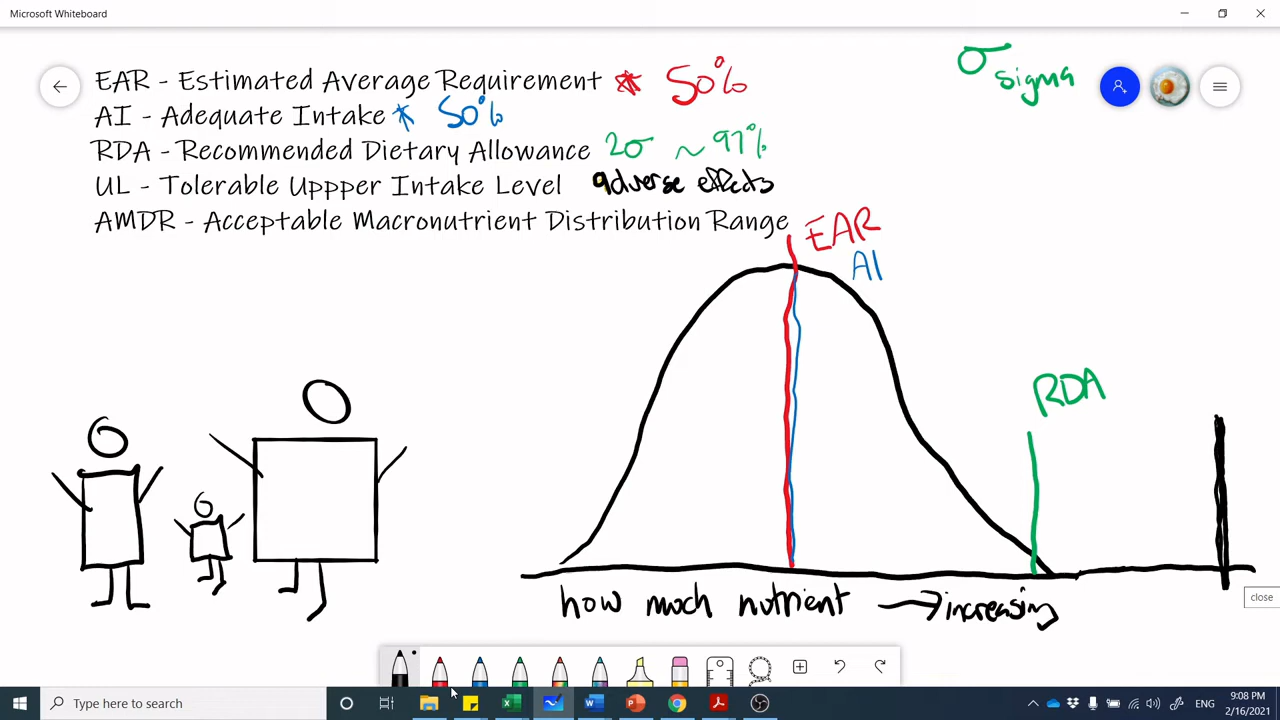 Microsoft Whiteboard
EAR - Estimated Average Requirement * 50%
AI - Adequate Intake * 50%
RDA - Recommended Dietary Allowance 2σ ~97%
UL - Tolerable Uppper Intake Level adverse effects
AMDR - Acceptable Macronutrient Distribution Range
σ
sigma
EAR
AI
RDA
how much nutrient → increasing
close
Type here to search
ENG
9:08 PM
2/16/2021